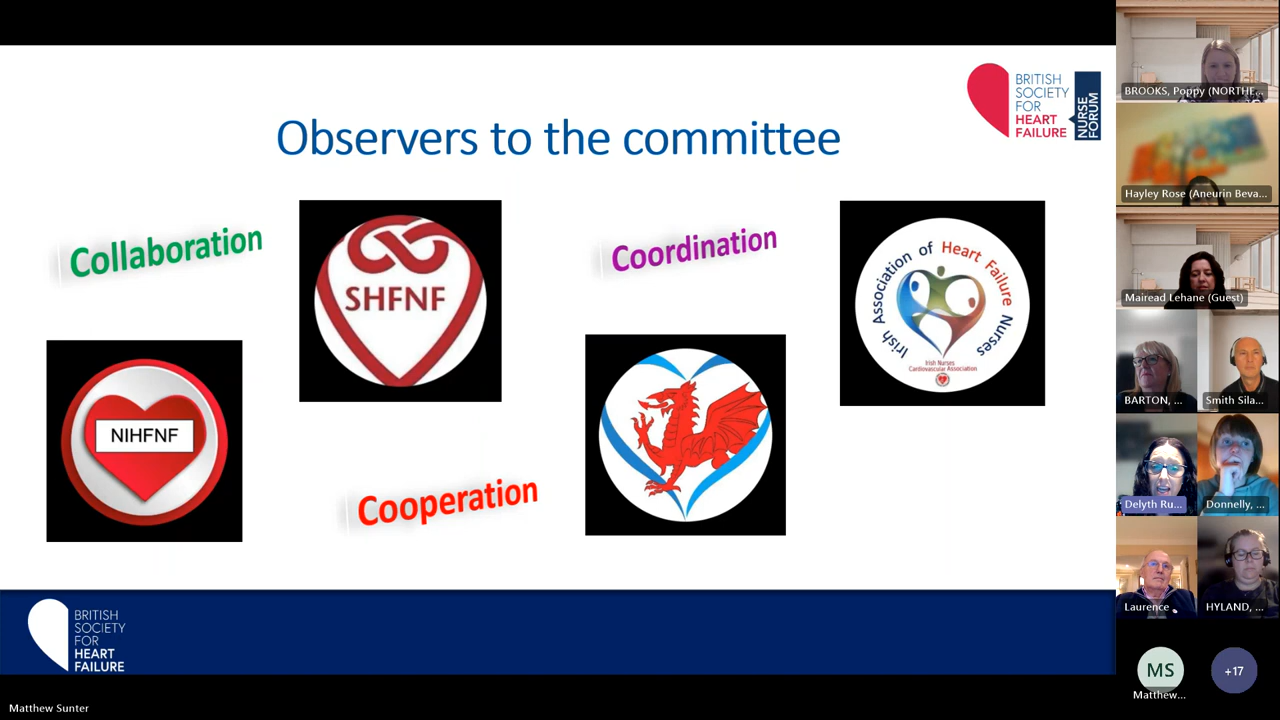 BRITISH
SOCIETY
FOR
HEART
FAILURE
NURSE
FORUM
Observers to the committee
Collaboration
SHFNF
Coordination
Irish Association of Heart Failure Nurses
Irish Nurses
Cardiovascular Association
NIHFNF
Cooperation
BRITISH
SOCIETY
FOR
HEART
FAILURE
Matthew Sunter
BROOKS, Poppy (NORTHE...
Hayley Rose (Aneurin Beva...
Mairead Lehane (Guest)
BARTON, ...
Smith Sila...
Delyth Ru...
Donnelly, ...
Laurence
HYLAND, ...
MS
Matthew...
+17